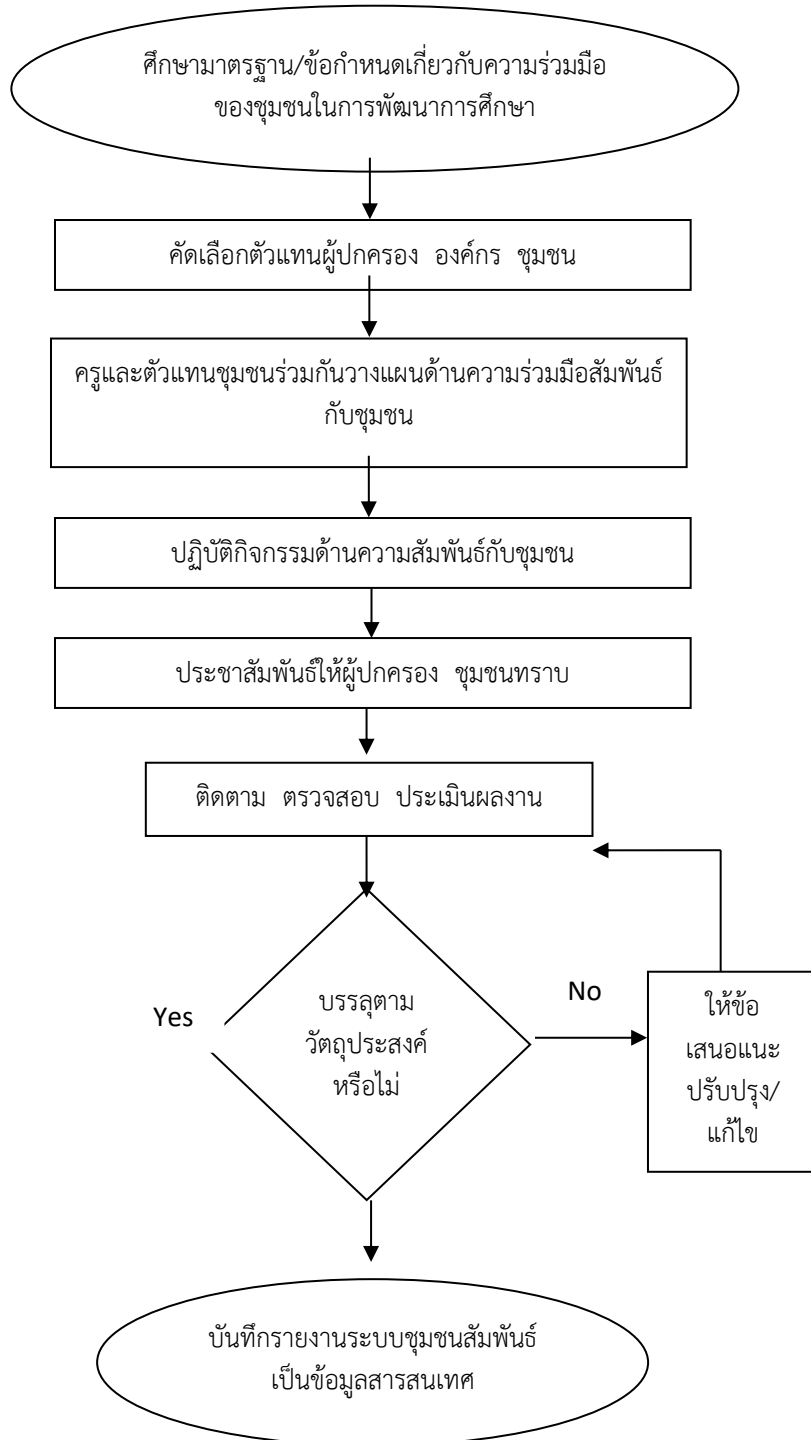 ศึกษามาตรฐาน/ข้อกำหนดเกี่ยวกับความร่วมมือ
ของชุมชนในการพัฒนาการศึกษา
คัดเลือกตัวแทนผู้ปกครอง องค์กร ชุมชน
ครูและตัวแทนชุมชนร่วมกันวางแผนด้านความร่วมมือสัมพันธ์
กับชุมชน
ปฏิบัติกิจกรรมด้านความสัมพันธ์กับชุมชน
ประชาสัมพันธ์ให้ผู้ปกครอง ชุมชนทราบ
ติดตาม ตรวจสอบ ประเมินผลงาน
Yes
บรรลุตาม
วัตถุประสงค์
หรือไม่
No
ให้ข้อ
เสนอแนะ
ปรับปรุง/
แก้ไข
บันทึกรายงานระบบชุมชนสัมพันธ์
เป็นข้อมูลสารสนเทศ